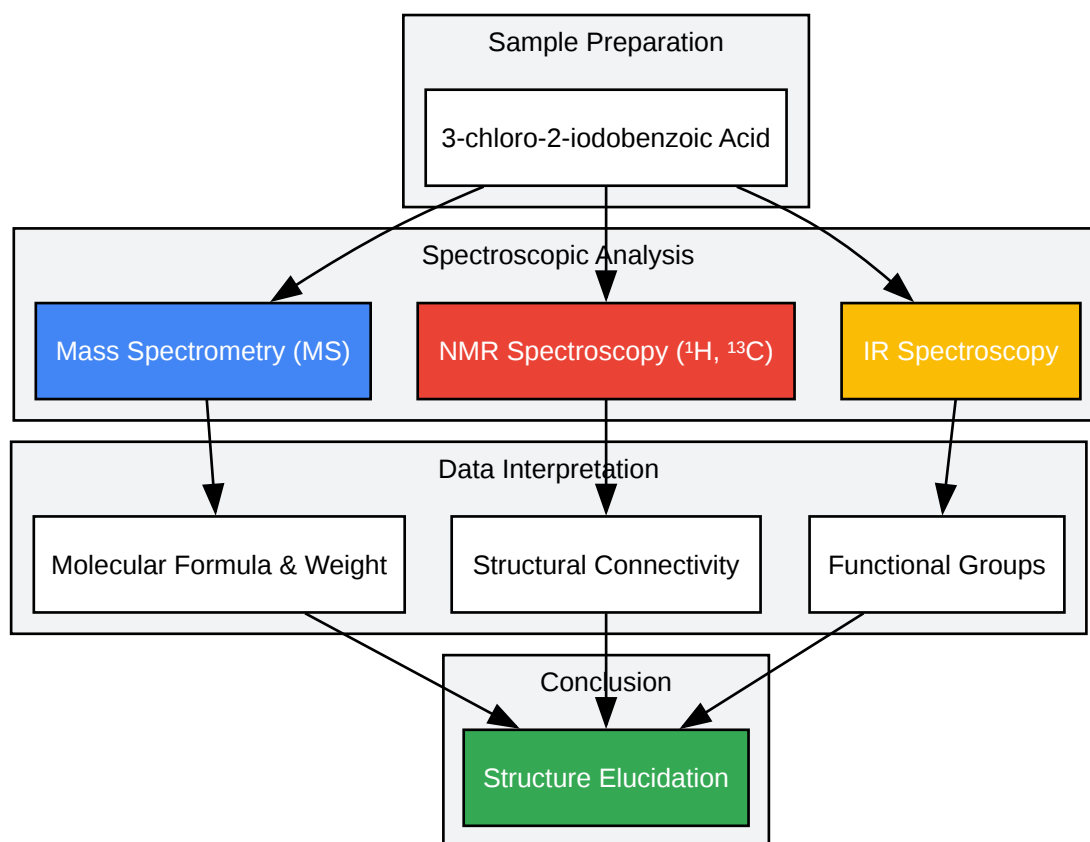 Sample Preparation
3-chloro-2-iodobenzoic Acid
Spectroscopic Analysis
Mass Spectrometry (MS)
NMR Spectroscopy (¹H, ¹³C)
IR Spectroscopy
Data Interpretation
Molecular Formula & Weight
Structural Connectivity
Functional Groups
Conclusion
Structure Elucidation